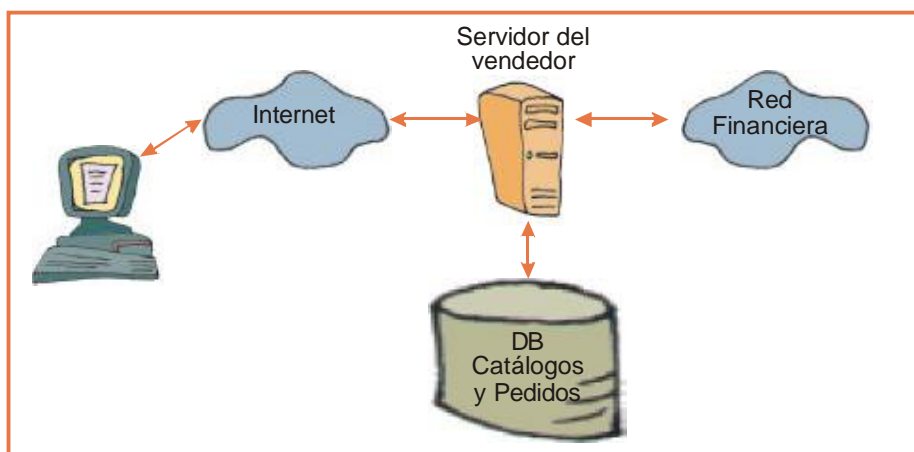 Servidor del
vendedor
Internet
Red
Financiera
DB
Catálogos
y Pedidos